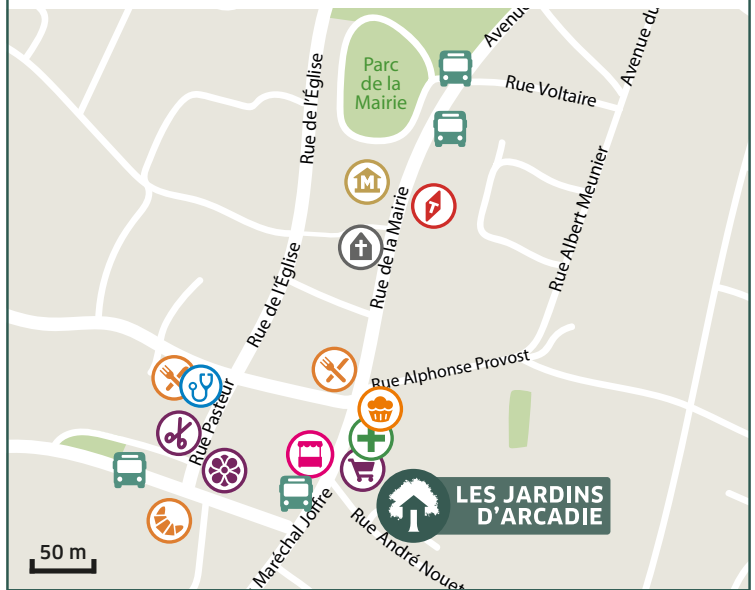 Avenue
Avenue du
Parc
de la
Mairie
Rue Voltaire
Rue de l'Église
M
T
Rue de la Mairie
Rue Albert Meunier
Rue de l'Église
Rue Alphonse Provost
Rue Pasteur
LES JARDINS
D'ARCADIE
Maréchal Joffre
Rue André Nouet
50 m